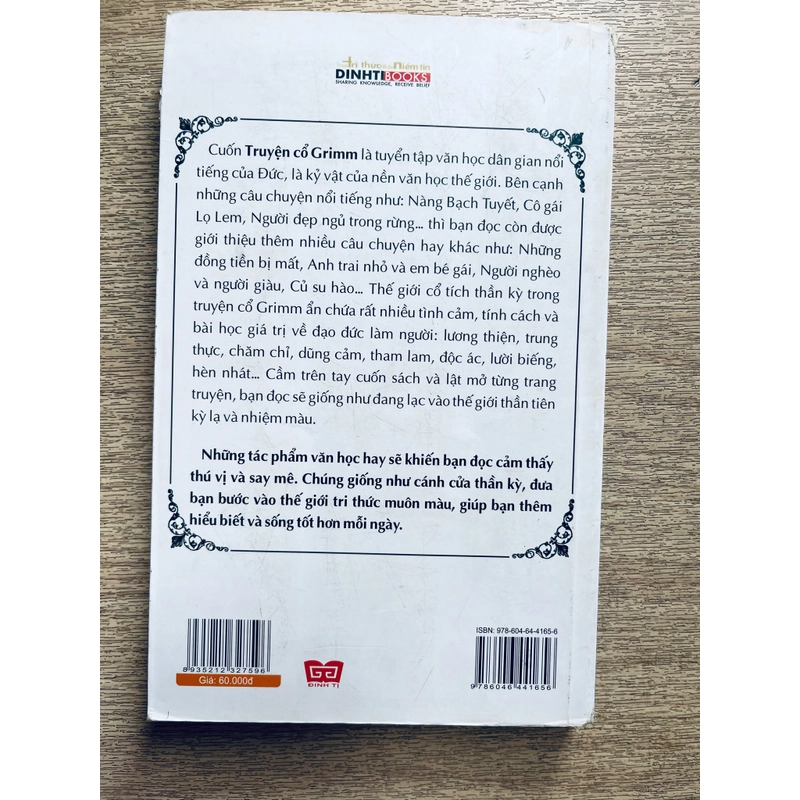 tri thức niềm tin
DINHTIBOOKS
SHARING KNOWLEDGE, RECEIVE BELIEF
Cuốn Truyện cổ Grimm là tuyển tập văn học dân gian nổi
tiếng của Đức, là kỷ vật của nền văn học thế giới. Bên cạnh
những câu chuyện nổi tiếng như: Nàng Bạch Tuyết, Cô gái
Lọ Lem, Người đẹp ngủ trong rừng... thì bạn đọc còn được
giới thiệu thêm nhiều câu chuyện hay khác như: Những
đồng tiền bị mất, Anh trai nhỏ và em bé gái, Người nghèo
và người giàu, Củ su hào... Thế giới cổ tích thần kỳ trong
truyện cổ Grimm ẩn chứa rất nhiều tình cảm, tính cách và
bài học giá trị về đạo đức làm người: lương thiện, trung
thực, chăm chỉ, dũng cảm, tham lam, độc ác, lười biếng,
hèn nhát... Cầm trên tay cuốn sách và lật mở từng trang
truyện, bạn đọc sẽ giống như đang lạc vào thế giới thần tiên
kỳ lạ và nhiệm màu.
Những tác phẩm văn học hay sẽ khiến bạn đọc cảm thấy
thú vị và say mê. Chúng giống như cánh cửa thần kỳ, đưa
bạn bước vào thế giới tri thức muôn màu, giúp bạn thêm
hiểu biết và sống tốt hơn mỗi ngày.
ISBN: 978-604-64-4165-6
8935212327596
Giá: 60.000đ
ĐINH TỊ
9786046441656